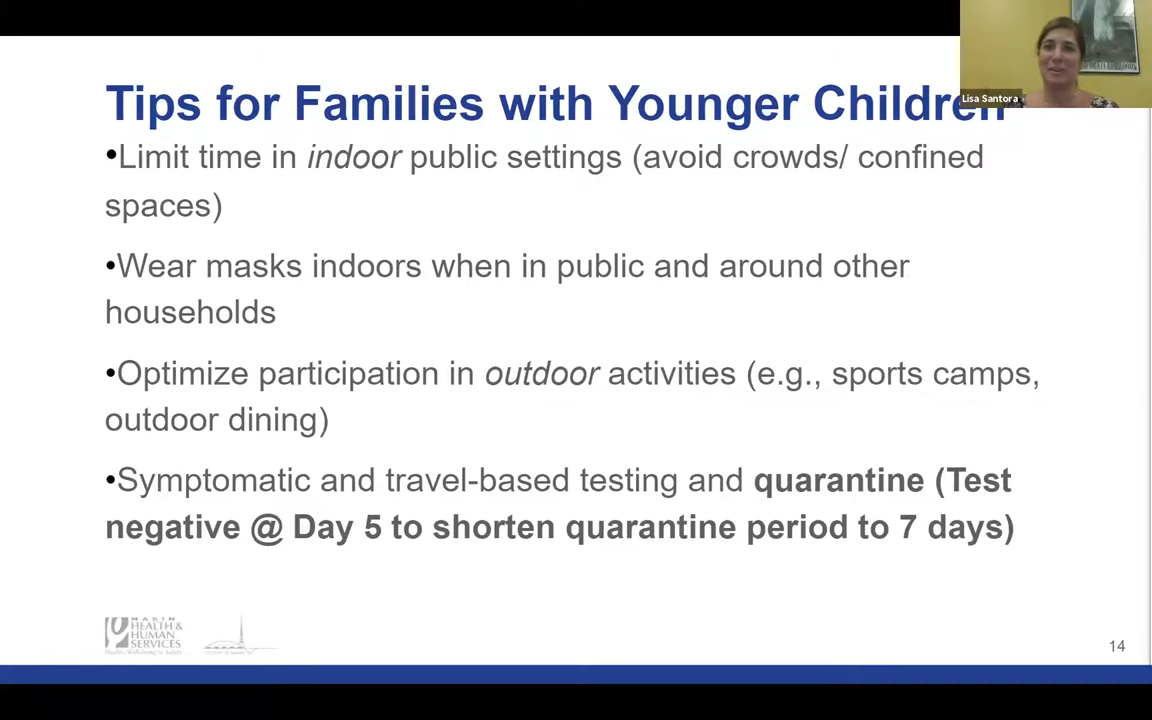 Lisa Santora
Tips for Families with Younger Children
•Limit time in indoor public settings (avoid crowds/ confined
spaces)
•Wear masks indoors when in public and around other
households
•Optimize participation in outdoor activities (e.g., sports camps,
outdoor dining)
•Symptomatic and travel-based testing and quarantine (Test
negative @ Day 5 to shorten quarantine period to 7 days)
MARIN
HEALTH &
HUMAN
SERVICES
14